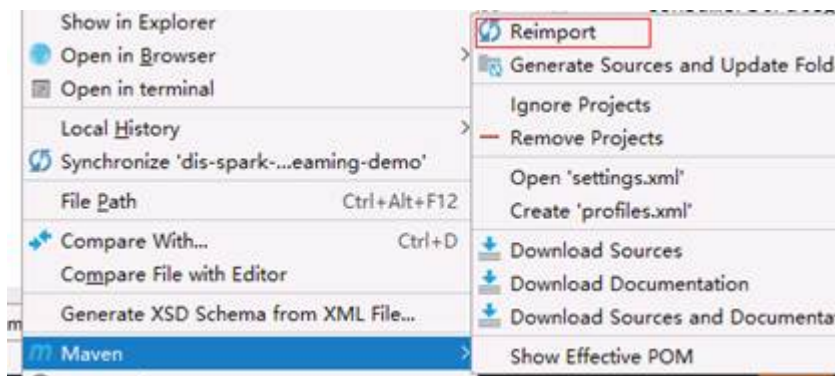 Show in Explorer
Open in Browser
Open in terminal
Local History
Synchronize 'dis-spark-...eaming-demo'
File Path Ctrl+Alt+F12
Compare With... Ctrl+D
Compare File with Editor
Generate XSD Schema from XML File...
Maven
Reimport
Generate Sources and Update Fold
Ignore Projects
Remove Projects
Open 'settings.xml'
Create 'profiles.xml'
Download Sources
Download Documentation
Download Sources and Documenta
Show Effective POM